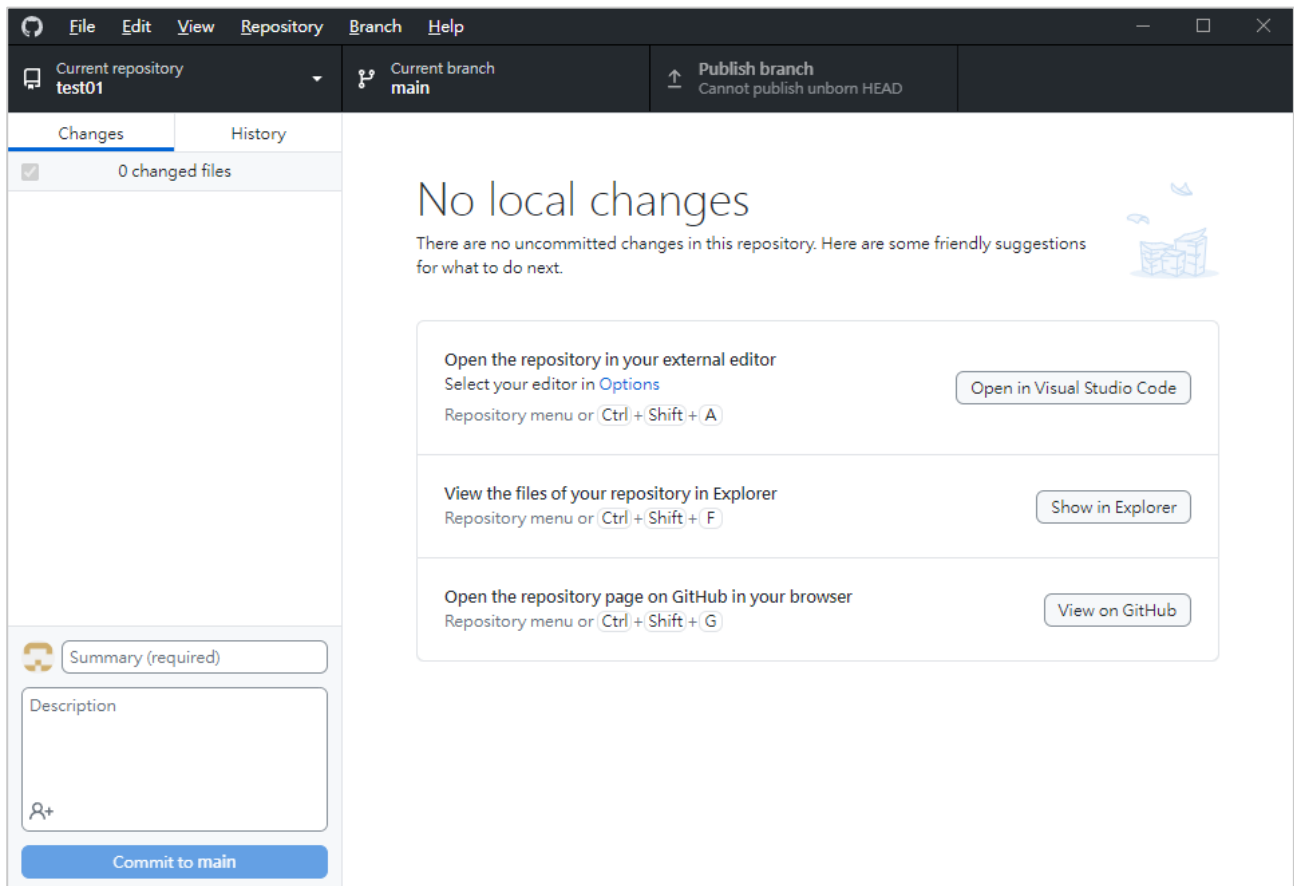 File Edit View Repository Branch Help
Current repository
test01
Current branch
main
Publish branch
Cannot publish unborn HEAD
Changes History
0 changed files
No local changes
There are no uncommitted changes in this repository. Here are some friendly suggestions
for what to do next.
Open the repository in your external editor
Select your editor in Options
Repository menu or Ctrl + Shift + A
Open in Visual Studio Code
View the files of your repository in Explorer
Repository menu or Ctrl + Shift + F
Show in Explorer
Open the repository page on GitHub in your browser
Repository menu or Ctrl + Shift + G
View on GitHub
Summary (required)
Description
Commit to main